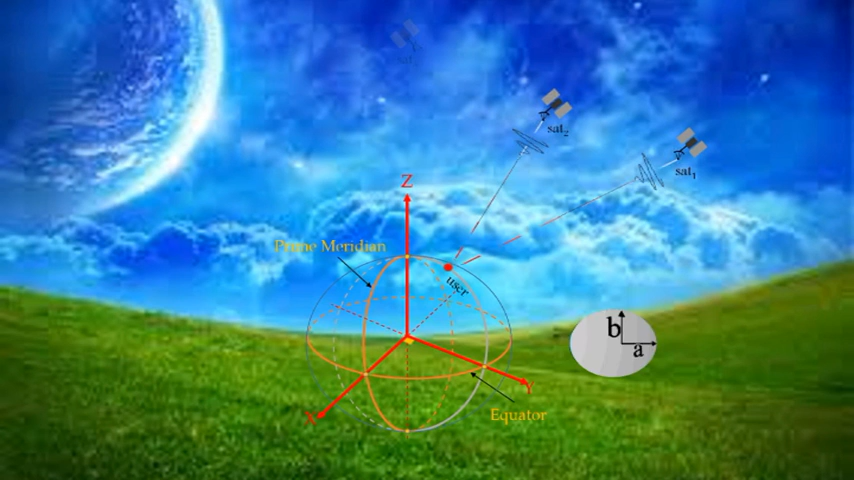 sat₂
sat₁
Z
Prime Meridian
user
b
a
X
Y
Equator